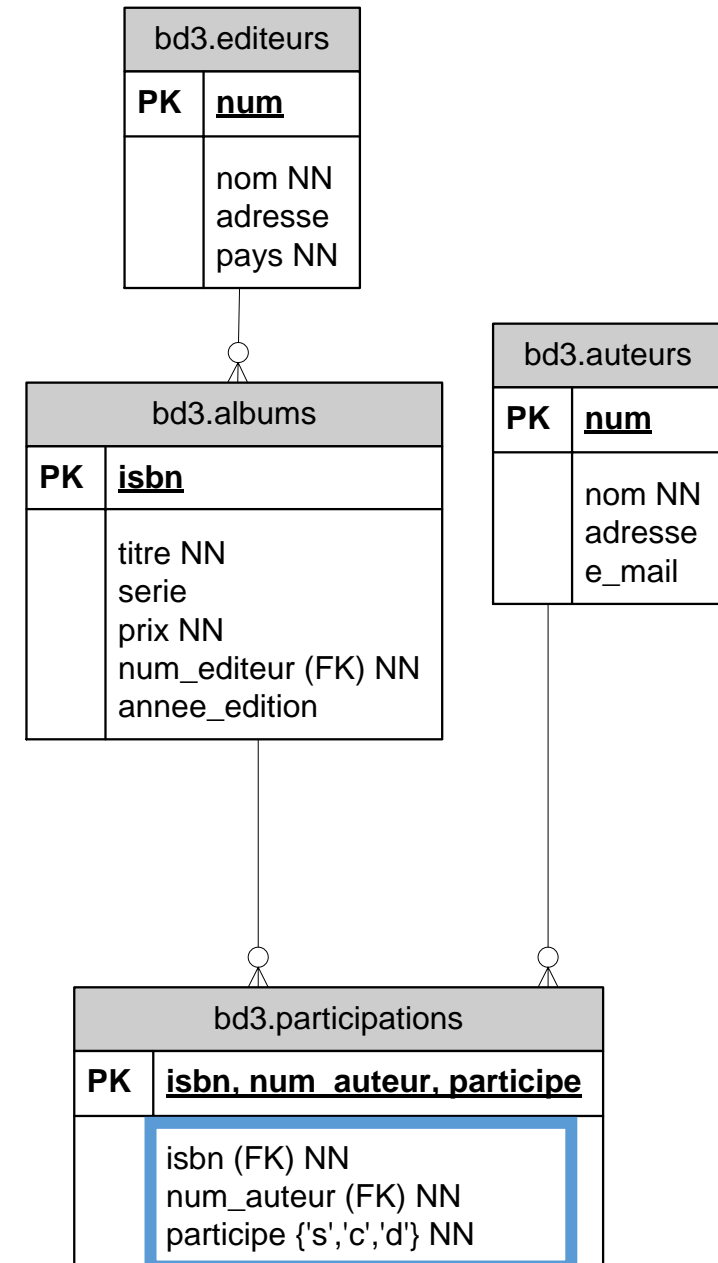 bd3.editeurs
PK num
nom NN
adresse
pays NN
bd3.albums
PK isbn
titre NN
serie
prix NN
num_editeur (FK) NN
annee_edition
bd3.auteurs
PK num
nom NN
adresse
e_mail
bd3.participations
PK isbn, num_auteur, participe
isbn (FK) NN
num_auteur (FK) NN
participe {'s','c','d'} NN